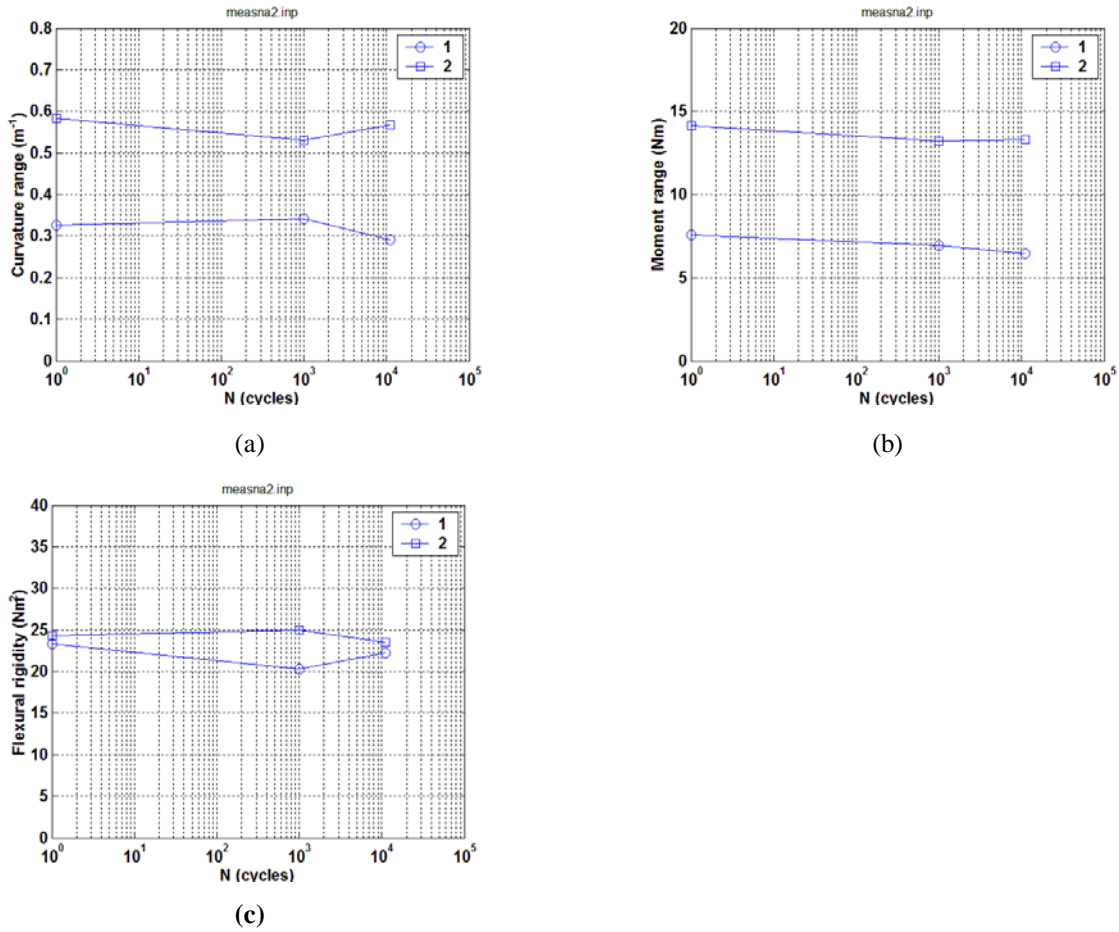 measna2.inp
0.8
0.7
0.6
0.5
0.4
0.3
0.2
0.1
0
Curvature range (m⁻¹)
1
2
10⁰ 10¹ 10² 10³ 10⁴ 10⁵
N (cycles)
(a)
measna2.inp
20
15
10
5
0
Moment range (Nm)
1
2
10⁰ 10¹ 10² 10³ 10⁴ 10⁵
N (cycles)
(b)
measna2.inp
40
35
30
25
20
15
10
5
0
Flexural rigidity (Nm²)
1
2
10⁰ 10¹ 10² 10³ 10⁴ 10⁵
N (cycles)
(c)